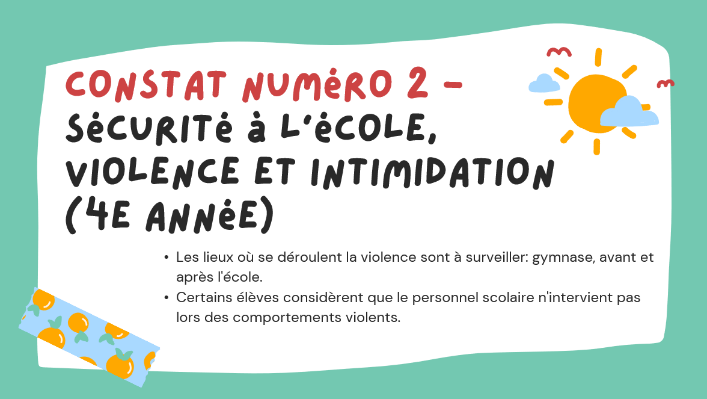 CONSTAT NUMÉRO 2 -
SÉCURITÉ À L'ÉCOLE,
VIOLENCE ET INTIMIDATION
(4E ANNÉE)
• Les lieux où se déroulent la violence sont à surveiller: gymnase, avant et
après l'école.
• Certains élèves considèrent que le personnel scolaire n'intervient pas
lors des comportements violents.